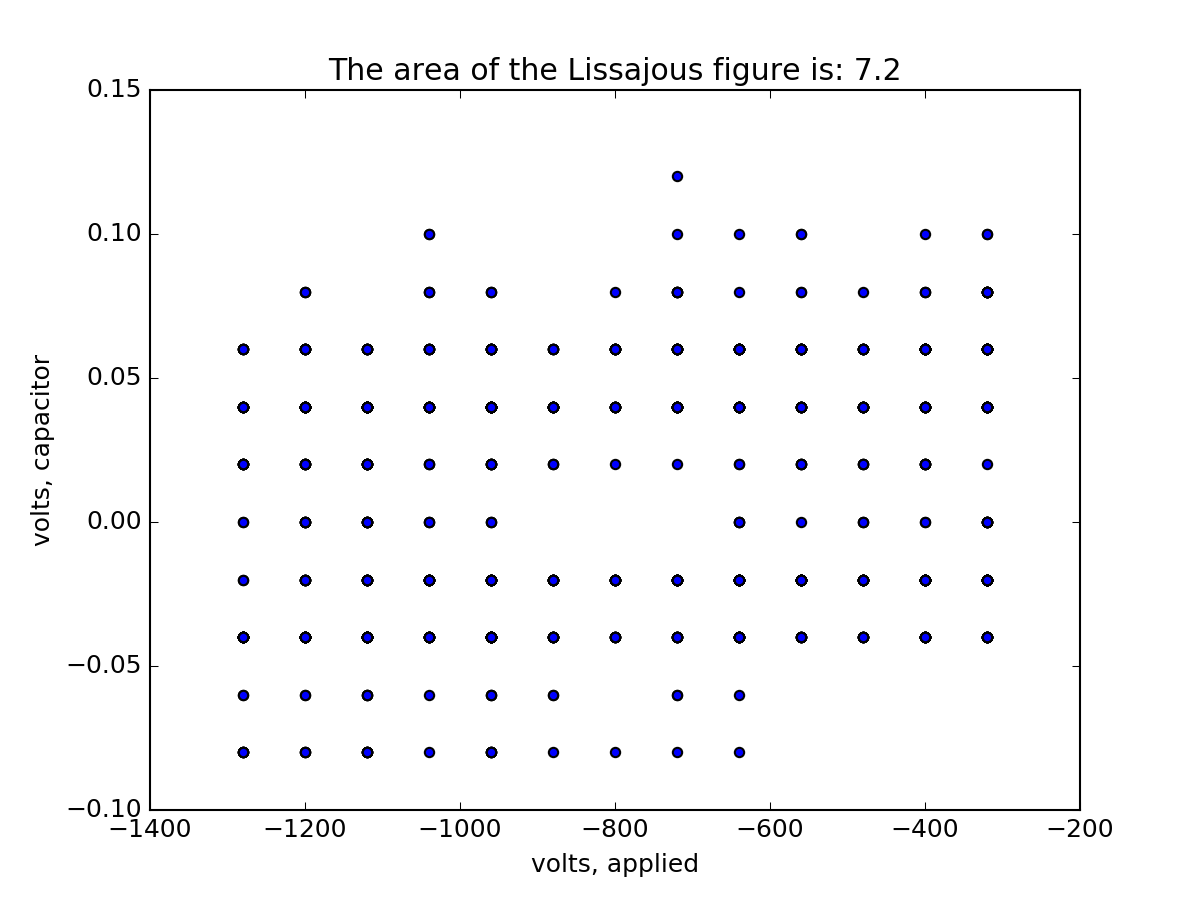 The area of the Lissajous figure is: 7.2
0.15
0.10
0.05
0.00
−0.05
−0.10
volts, capacitor
−1400 −1200 −1000 −800 −600 −400 −200
volts, applied